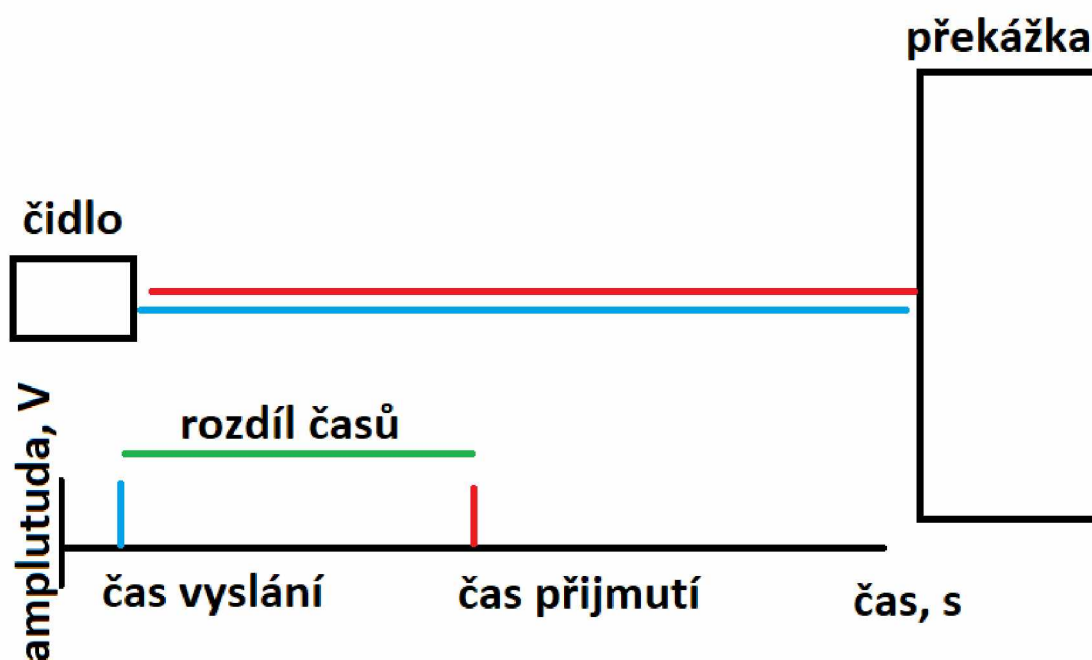 překážka
čidlo
rozdíl časů
amplutuda, V
čas vyslání
čas přijmutí
čas, s